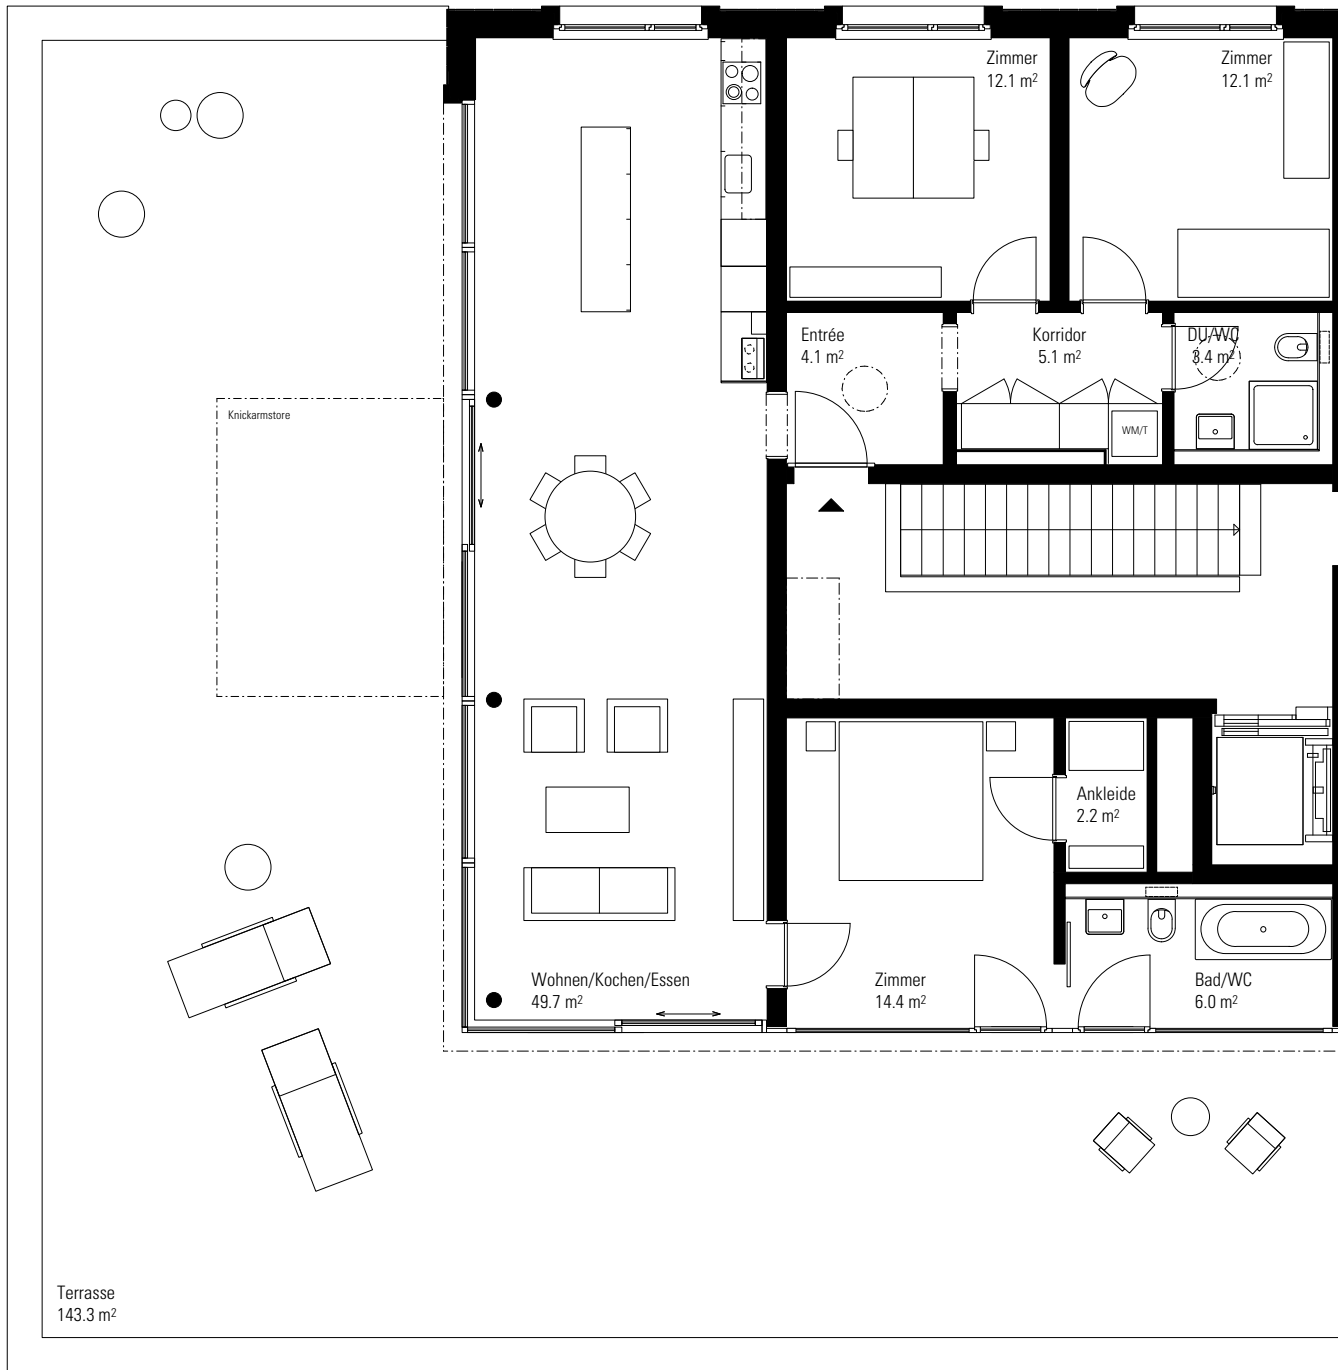 Zimmer
12.1 m²
Zimmer
12.1 m²
Entrée
4.1 m²
Korridor
5.1 m²
DU/WC
3.4 m²
Knickarmstore
WM/T
Ankleide
2.2 m²
Wohnen/Kochen/Essen
49.7 m²
Zimmer
14.4 m²
Bad/WC
6.0 m²
Terrasse
143.3 m²